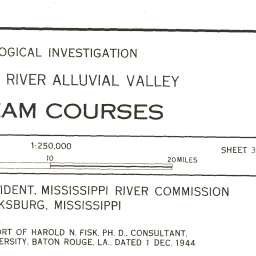 OGICAL INVESTIGATION
RIVER ALLUVIAL VALLEY
EAM COURSES
1:250,000
SHEET 3
10 20 MILES
IDENT, MISSISSIPPI RIVER COMMISSION
KSBURG, MISSISSIPPI
ORT OF HAROLD N. FISK, PH. D., CONSULTANT,
ERSITY, BATON ROUGE, LA., DATED 1 DEC. 1944